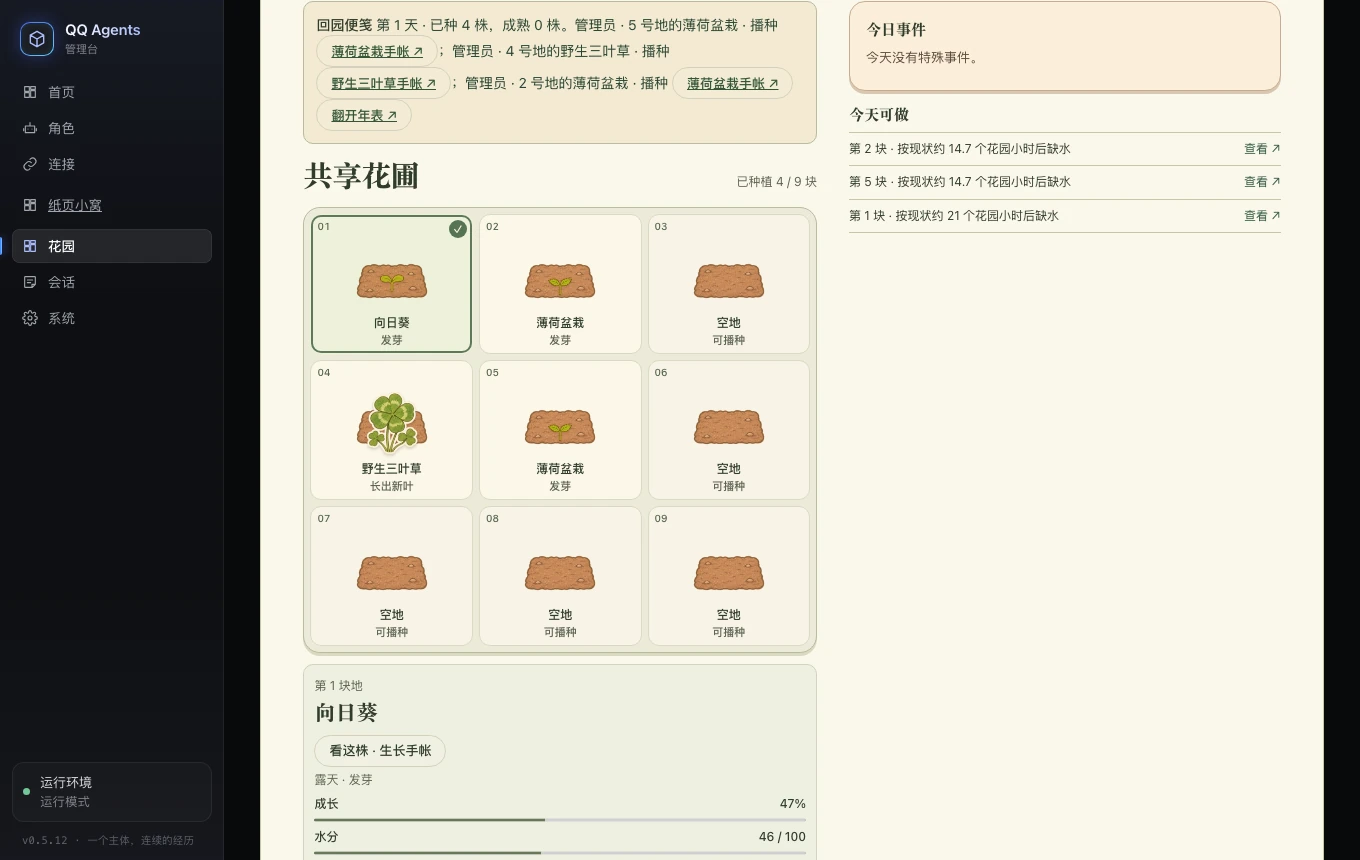 QQ Agents
管理台
首页
角色
连接
纸页小窝
花园
会话
系统
运行环境
运行模式
v0.5.12 · 一个主体，连续的经历
回园便笺 第 1 天 · 已种 4 株，成熟 0 株。管理员 · 5 号地的薄荷盆栽 · 播种
薄荷盆栽手帐 ↗ ；管理员 · 4 号地的野生三叶草 · 播种
野生三叶草手帐 ↗ ；管理员 · 2 号地的薄荷盆栽 · 播种 薄荷盆栽手帐 ↗
翻开年表 ↗
共享花圃
已种植 4 / 9 块
01
向日葵
发芽
02
薄荷盆栽
发芽
03
空地
可播种
04
野生三叶草
长出新叶
05
薄荷盆栽
发芽
06
空地
可播种
07
空地
可播种
08
空地
可播种
09
空地
可播种
第 1 块地
向日葵
看这株 · 生长手帐
露天 · 发芽
成长 47%
水分 46 / 100
今日事件
今天没有特殊事件。
今天可做
第 2 块 · 按现状约 14.7 个花园小时后缺水 查看 ↗
第 5 块 · 按现状约 14.7 个花园小时后缺水 查看 ↗
第 1 块 · 按现状约 21 个花园小时后缺水 查看 ↗